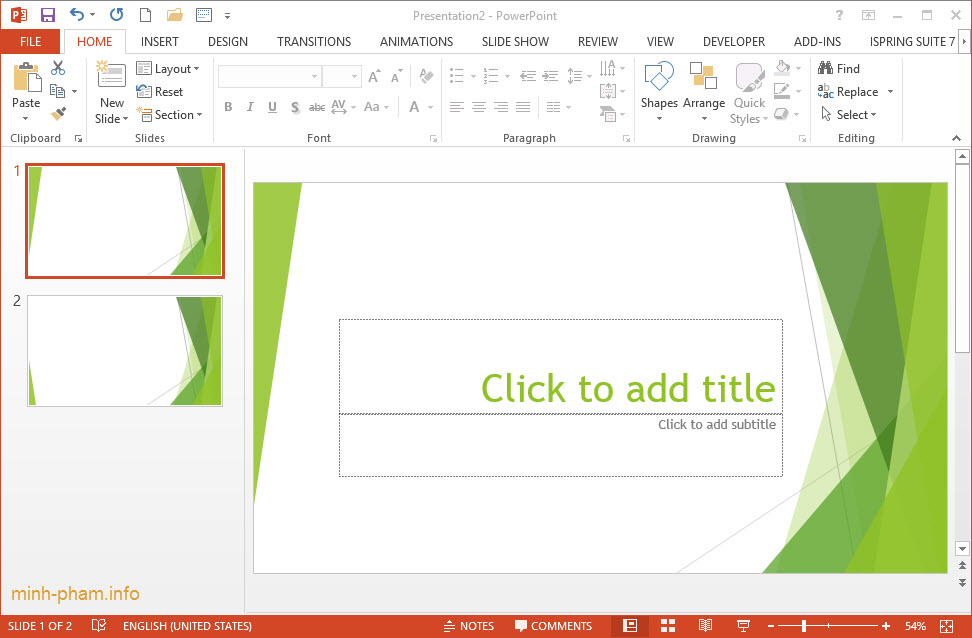 Presentation2 - PowerPoint
?
FILE HOME INSERT DESIGN TRANSITIONS ANIMATIONS SLIDE SHOW REVIEW VIEW DEVELOPER ADD-INS ISPRING SUITE 7
Paste
Clipboard
New
Slide
Layout
Reset
Section
Slides
B I U S abc AV Aa A
Font
Paragraph
Shapes
Arrange
Quick
Styles
Drawing
Find
Replace
Select
Editing
1
2
Click to add title
Click to add subtitle
minh-pham.info
SLIDE 1 OF 2 ENGLISH (UNITED STATES) NOTES COMMENTS 54%